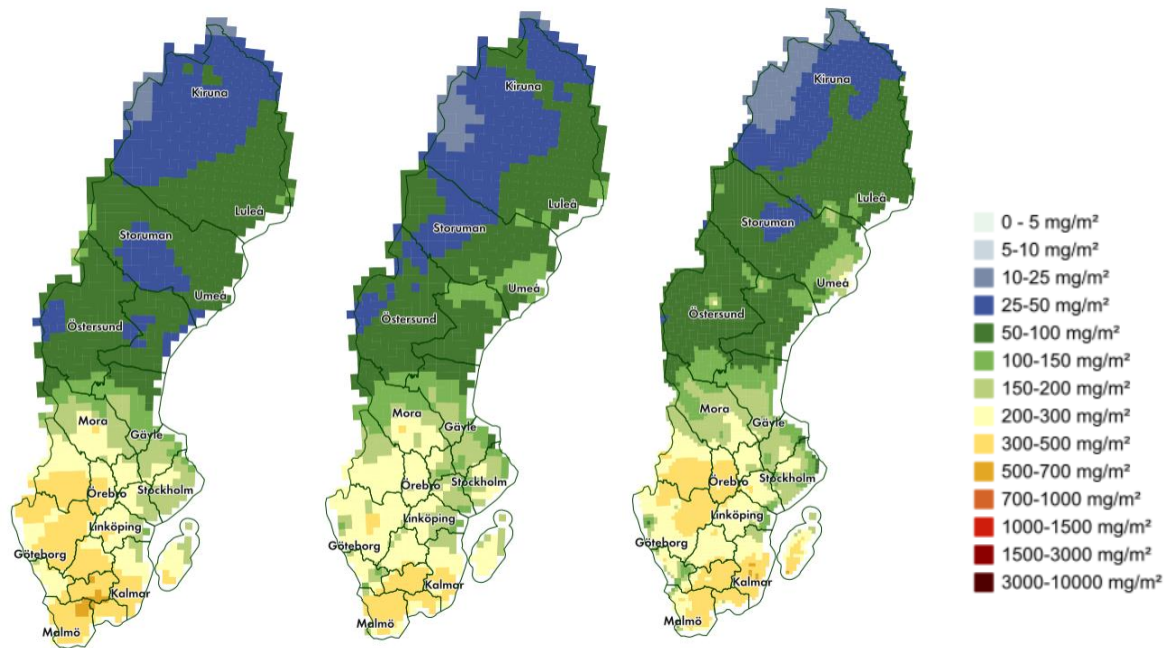 Kiruna
Luleå
Storuman
Umeå
Östersund
Mora
Gävle
Örebro
Stockholm
Linköping
Göteborg
Kalmar
Malmö
Kiruna
Luleå
Storuman
Umeå
Östersund
Mora
Gävle
Örebro
Stockholm
Linköping
Göteborg
Kalmar
Malmö
Kiruna
Luleå
Storuman
Umeå
Östersund
Mora
Gävle
Örebro
Stockholm
Linköping
Göteborg
Kalmar
Malmö
0 - 5 mg/m²
5-10 mg/m²
10-25 mg/m²
25-50 mg/m²
50-100 mg/m²
100-150 mg/m²
150-200 mg/m²
200-300 mg/m²
300-500 mg/m²
500-700 mg/m²
700-1000 mg/m²
1000-1500 mg/m²
1500-3000 mg/m²
3000-10000 mg/m²